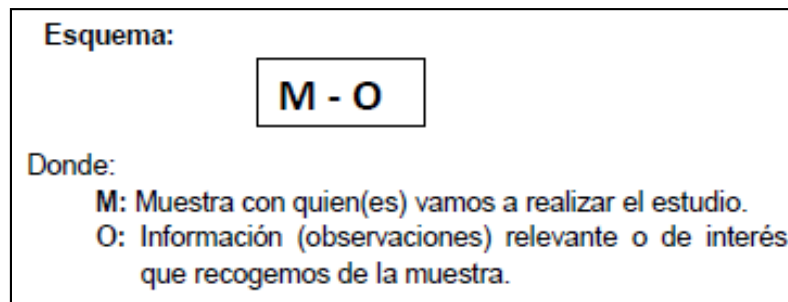 Esquema:
M - O
Donde:
M: Muestra con quien(es) vamos a realizar el estudio.
O: Información (observaciones) relevante o de interés
que recogemos de la muestra.